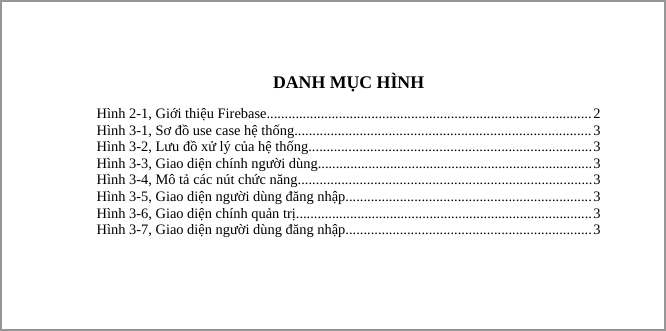 DANH MỤC HÌNH
Hình 2-1, Giới thiệu Firebase..........................................................................................2
Hình 3-1, Sơ đồ use case hệ thống..................................................................................3
Hình 3-2, Lưu đồ xử lý của hệ thống..............................................................................3
Hình 3-3, Giao diện chính người dùng...........................................................................3
Hình 3-4, Mô tả các nút chức năng.................................................................................3
Hình 3-5, Giao diện người dùng đăng nhập....................................................................3
Hình 3-6, Giao diện chính quản trị..................................................................................3
Hình 3-7, Giao diện người dùng đăng nhập....................................................................3